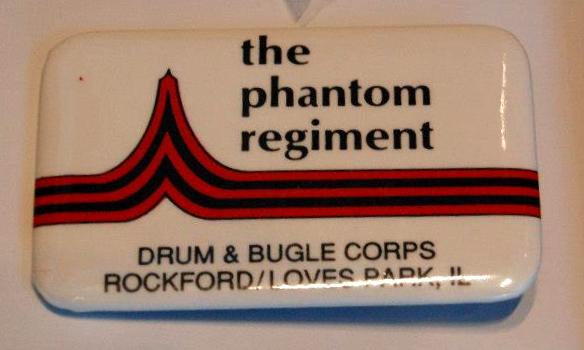 the
phantom
regiment
DRUM & BUGLE CORPS
ROCKFORD/LOVES PARK, IL